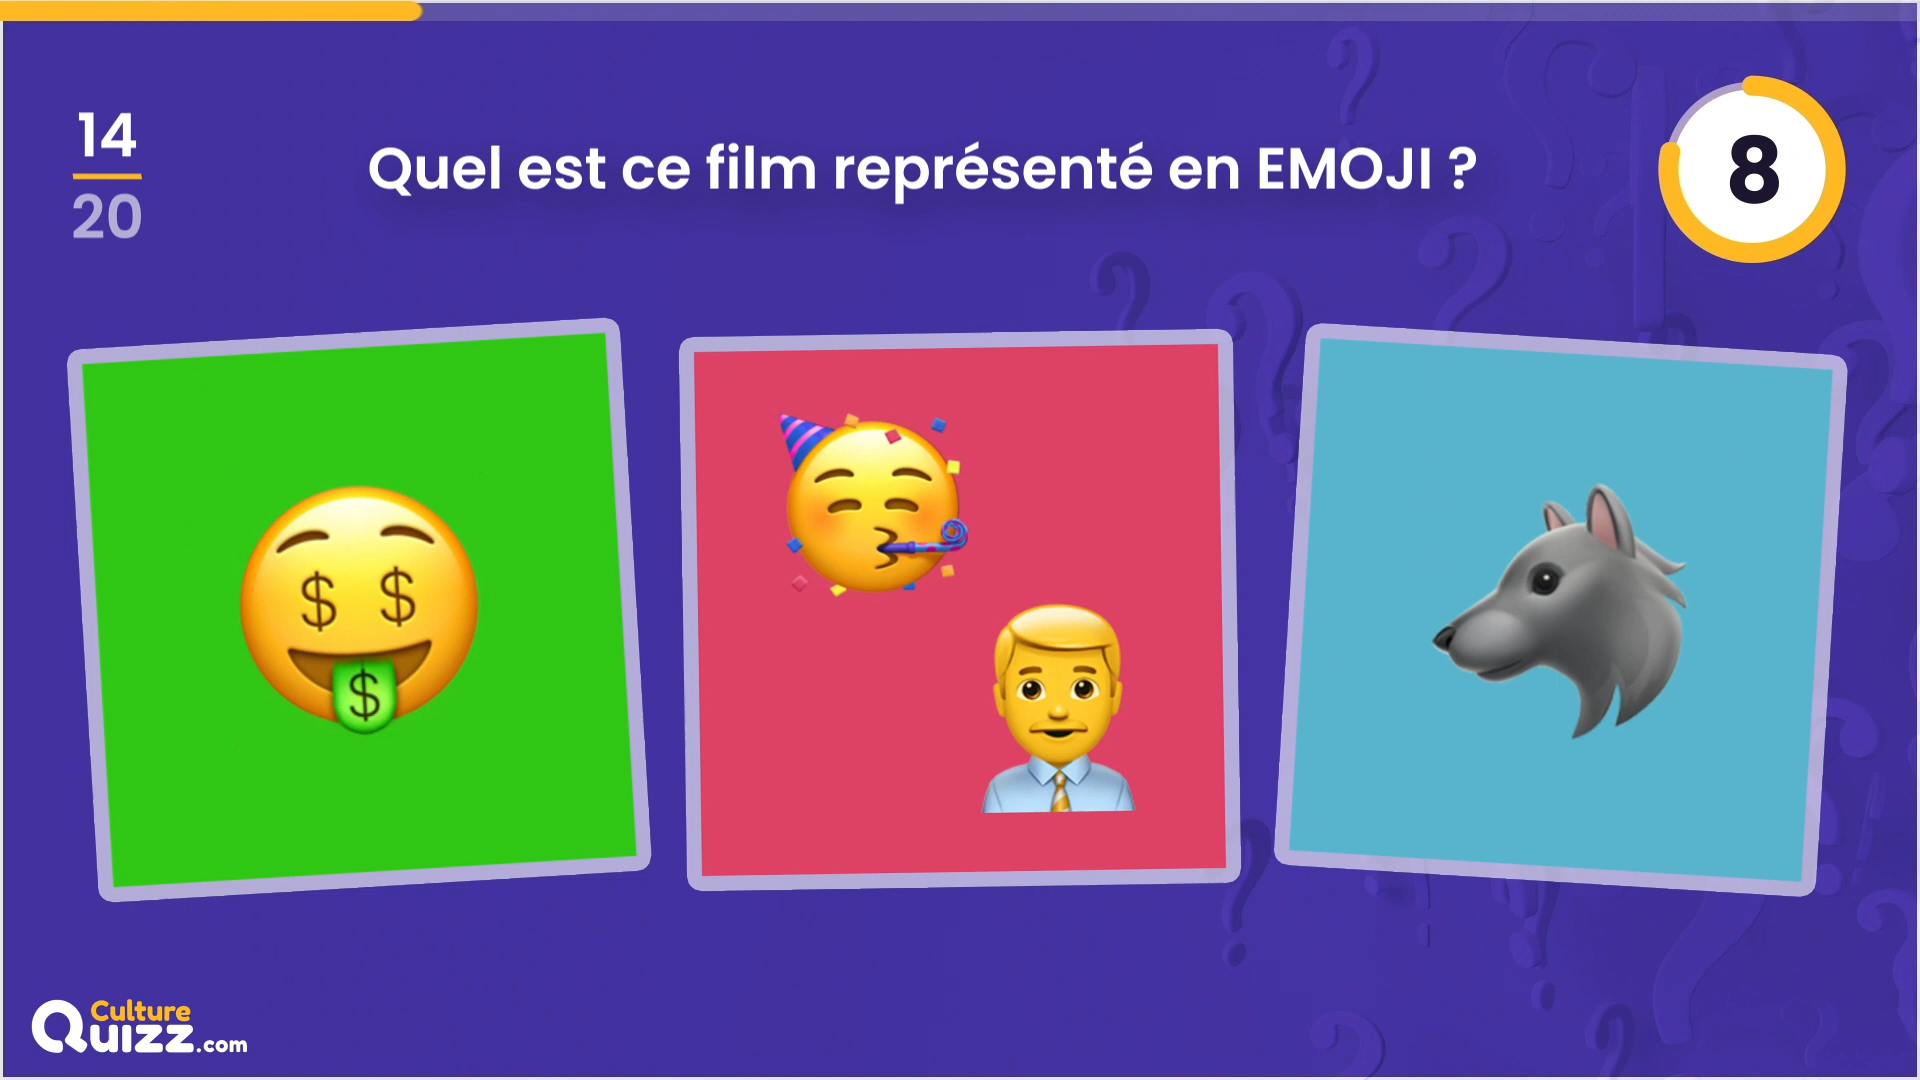 14
20
Quel est ce film représenté en EMOJI ?
8
$ $
$
Culture
Quizz.com